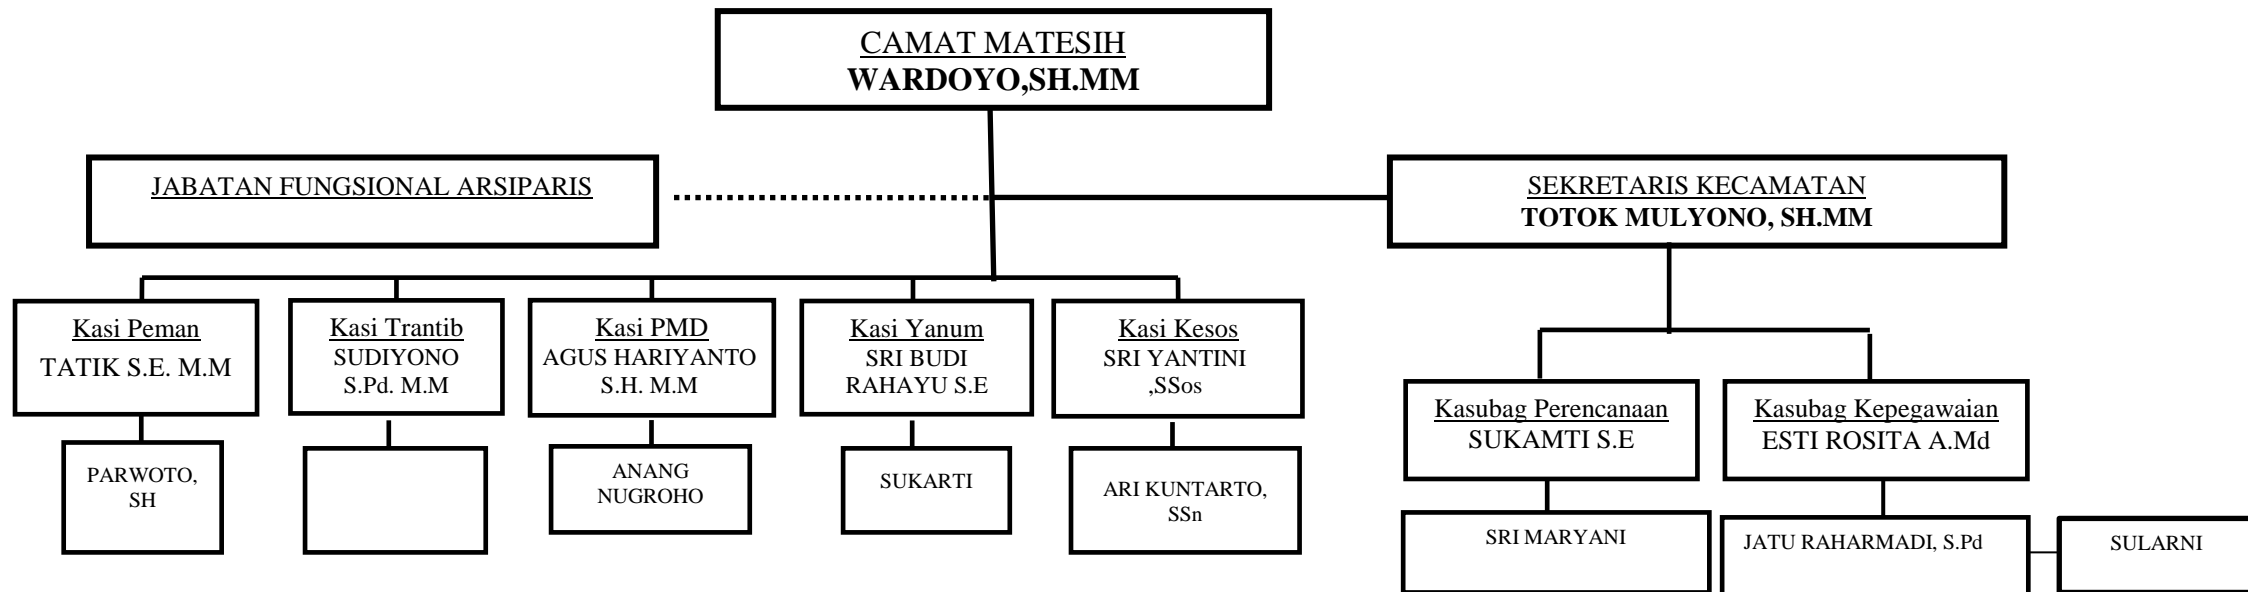 CAMAT MATESIH
WARDOYO,SH.MM
JABATAN FUNGSIONAL ARSIPARIS
SEKRETARIS KECAMATAN
TOTOK MULYONO, SH.MM
Kasi Peman
TATIK S.E. M.M
Kasi Trantib
SUDIYONO
S.Pd. M.M
Kasi PMD
AGUS HARIYANTO
S.H. M.M
Kasi Yanum
SRI BUDI
RAHAYU S.E
Kasi Kesos
SRI YANTINI
,SSos
Kasubag Perencanaan
SUKAMTI S.E
Kasubag Kepegawaian
ESTI ROSITA A.Md
PARWOTO,
SH
ANANG
NUGROHO
SUKARTI
ARI KUNTARTO,
SSn
SRI MARYANI
JATU RAHARMADI, S.Pd
SULARNI